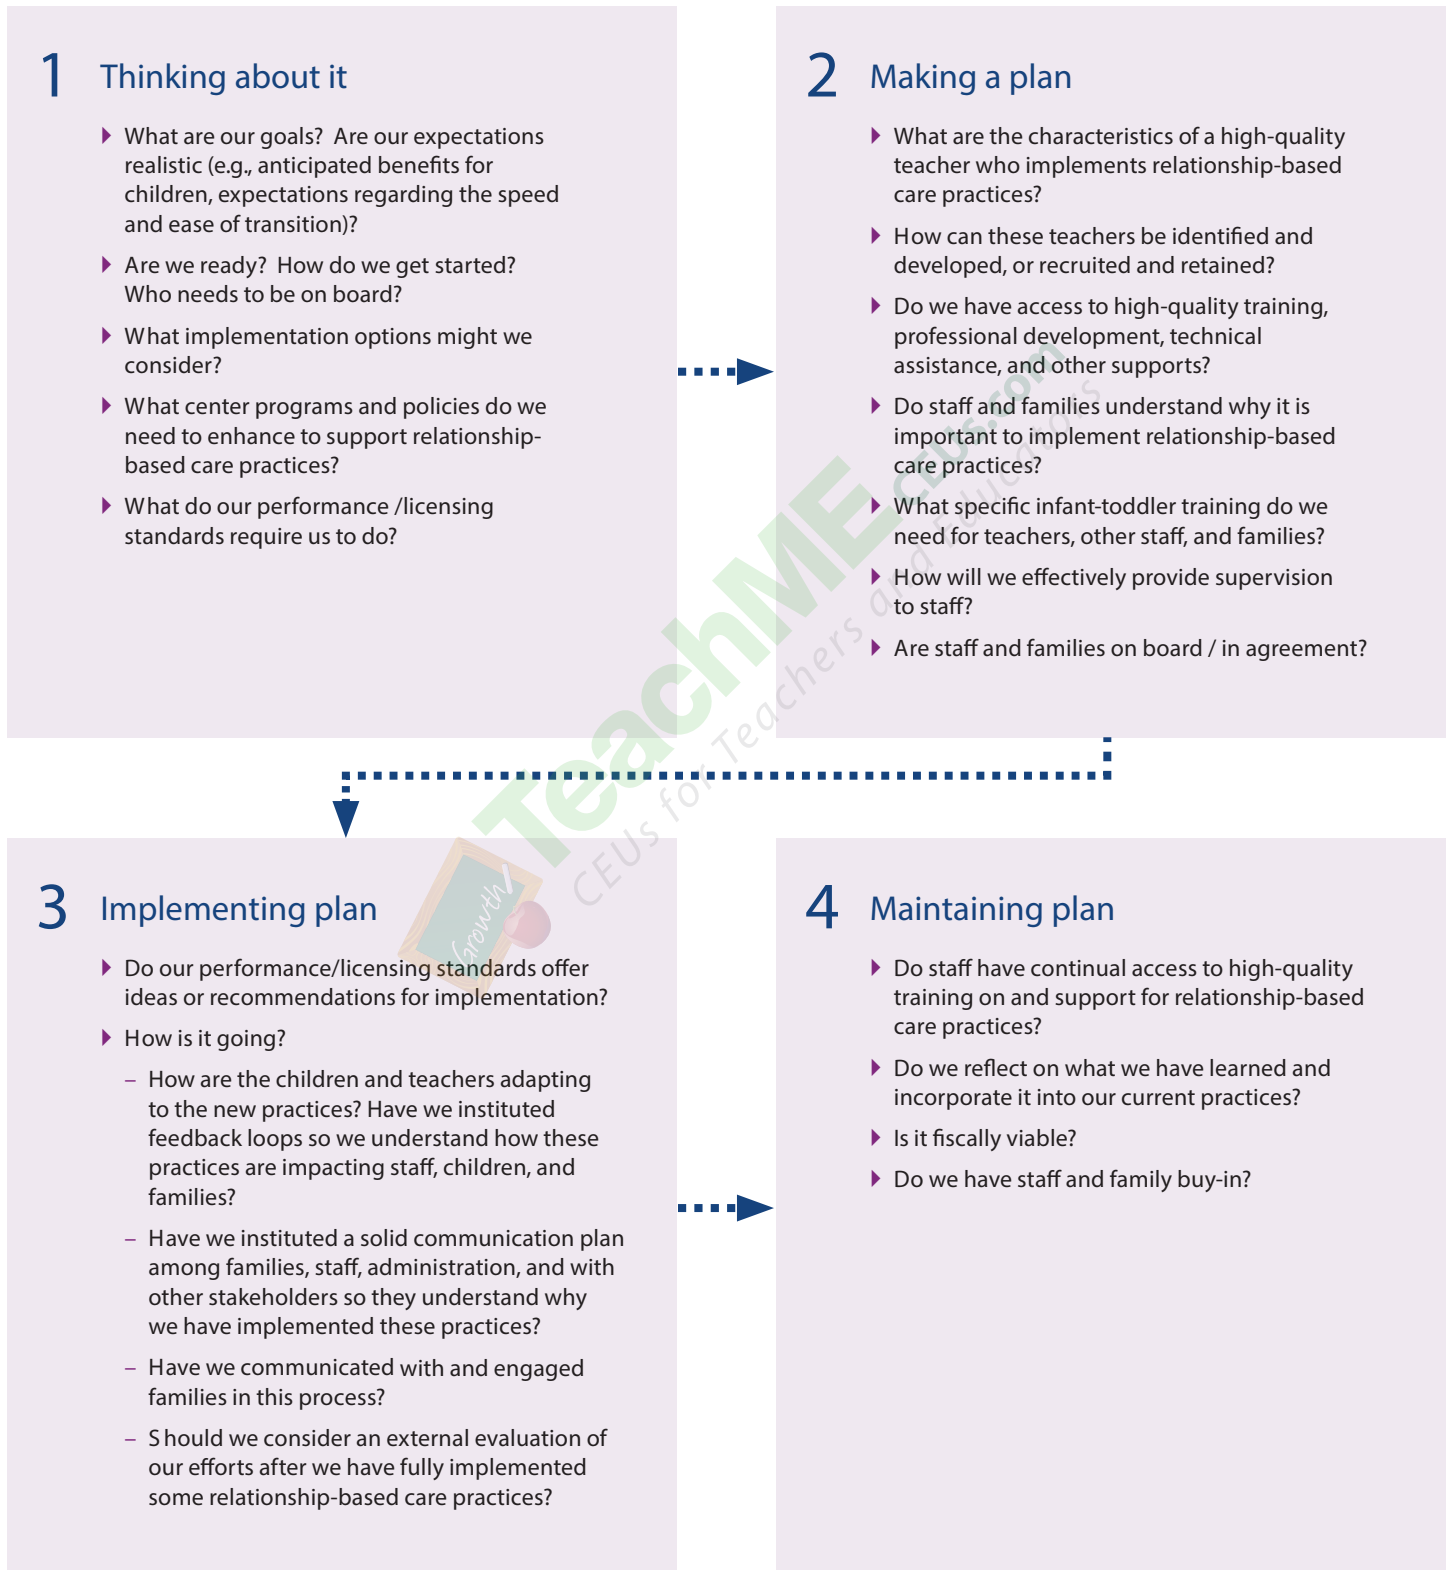 1 Thinking about it
▶ What are our goals? Are our expectations
realistic (e.g., anticipated benefits for
children, expectations regarding the speed
and ease of transition)?
▶ Are we ready? How do we get started?
Who needs to be on board?
▶ What implementation options might we
consider?
▶ What center programs and policies do we
need to enhance to support relationship-
based care practices?
▶ What do our performance /licensing
standards require us to do?
2 Making a plan
▶ What are the characteristics of a high-quality
teacher who implements relationship-based
care practices?
▶ How can these teachers be identified and
developed, or recruited and retained?
▶ Do we have access to high-quality training,
professional development, technical
assistance, and other supports?
▶ Do staff and families understand why it is
important to implement relationship-based
care practices?
▶ What specific infant-toddler training do we
need for teachers, other staff, and families?
▶ How will we effectively provide supervision
to staff?
▶ Are staff and families on board / in agreement?
3 Implementing plan
▶ Do our performance/licensing standards offer
ideas or recommendations for implementation?
▶ How is it going?
– How are the children and teachers adapting
to the new practices? Have we instituted
feedback loops so we understand how these
practices are impacting staff, children, and
families?
– Have we instituted a solid communication plan
among families, staff, administration, and with
other stakeholders so they understand why
we have implemented these practices?
– Have we communicated with and engaged
families in this process?
– Should we consider an external evaluation of
our efforts after we have fully implemented
some relationship-based care practices?
4 Maintaining plan
▶ Do staff have continual access to high-quality
training on and support for relationship-based
care practices?
▶ Do we reflect on what we have learned and
incorporate it into our current practices?
▶ Is it fiscally viable?
▶ Do we have staff and family buy-in?
TeachMECEUs.com
CEUs for Teachers and Educators
Growth!